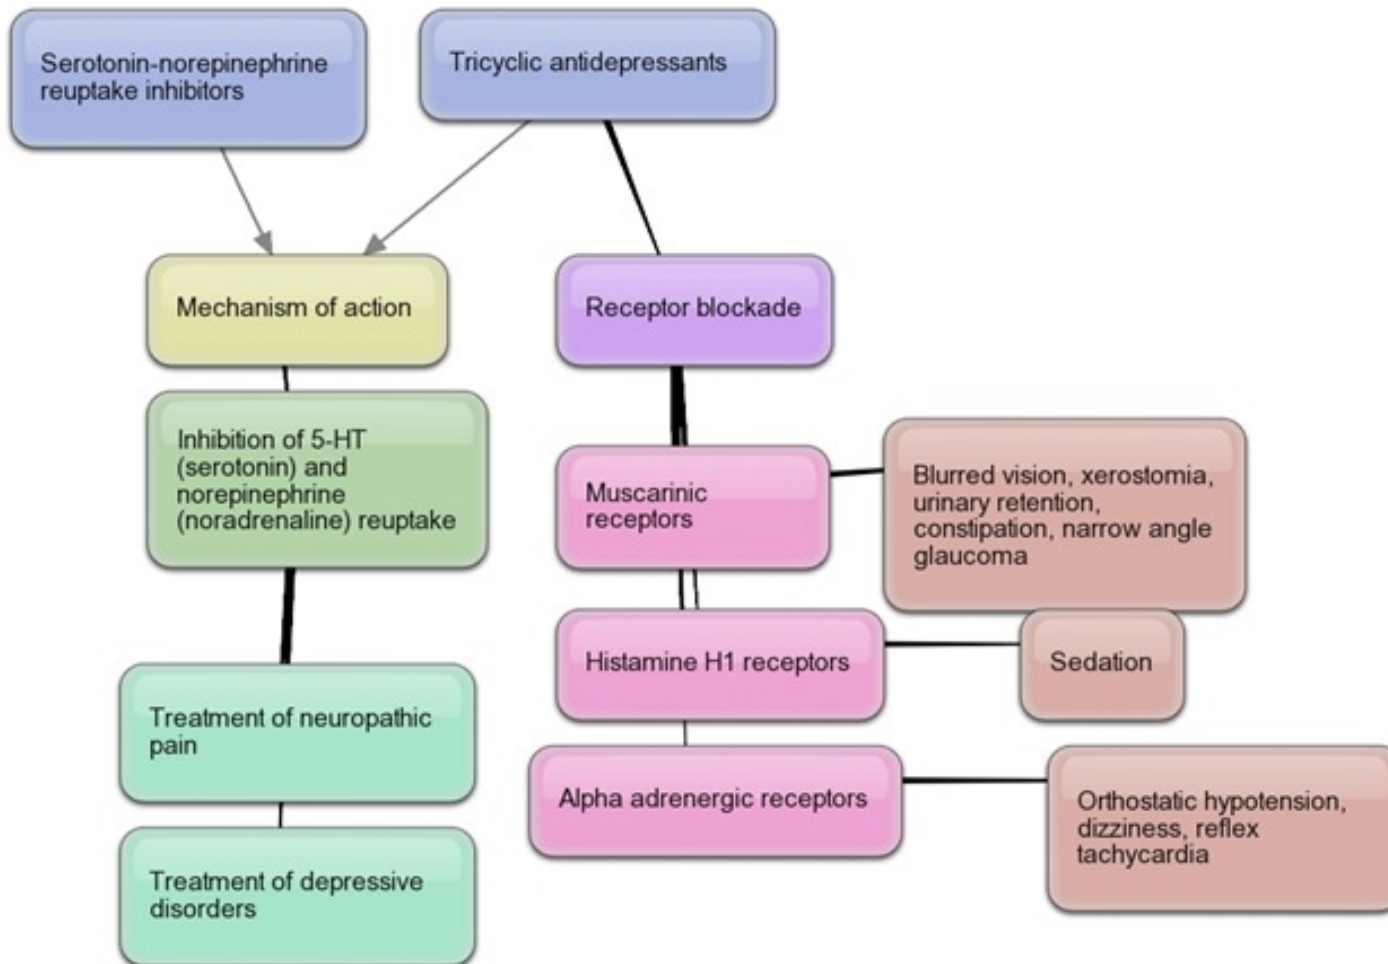 Serotonin-norepinephrine
reuptake inhibitors
Tricyclic antidepressants
Mechanism of action
Receptor blockade
Inhibition of 5-HT
(serotonin) and
norepinephrine
(noradrenaline) reuptake
Muscarinic
receptors
Blurred vision, xerostomia,
urinary retention,
constipation, narrow angle
glaucoma
Histamine H1 receptors
Sedation
Treatment of neuropathic
pain
Alpha adrenergic receptors
Orthostatic hypotension,
dizziness, reflex
tachycardia
Treatment of depressive
disorders